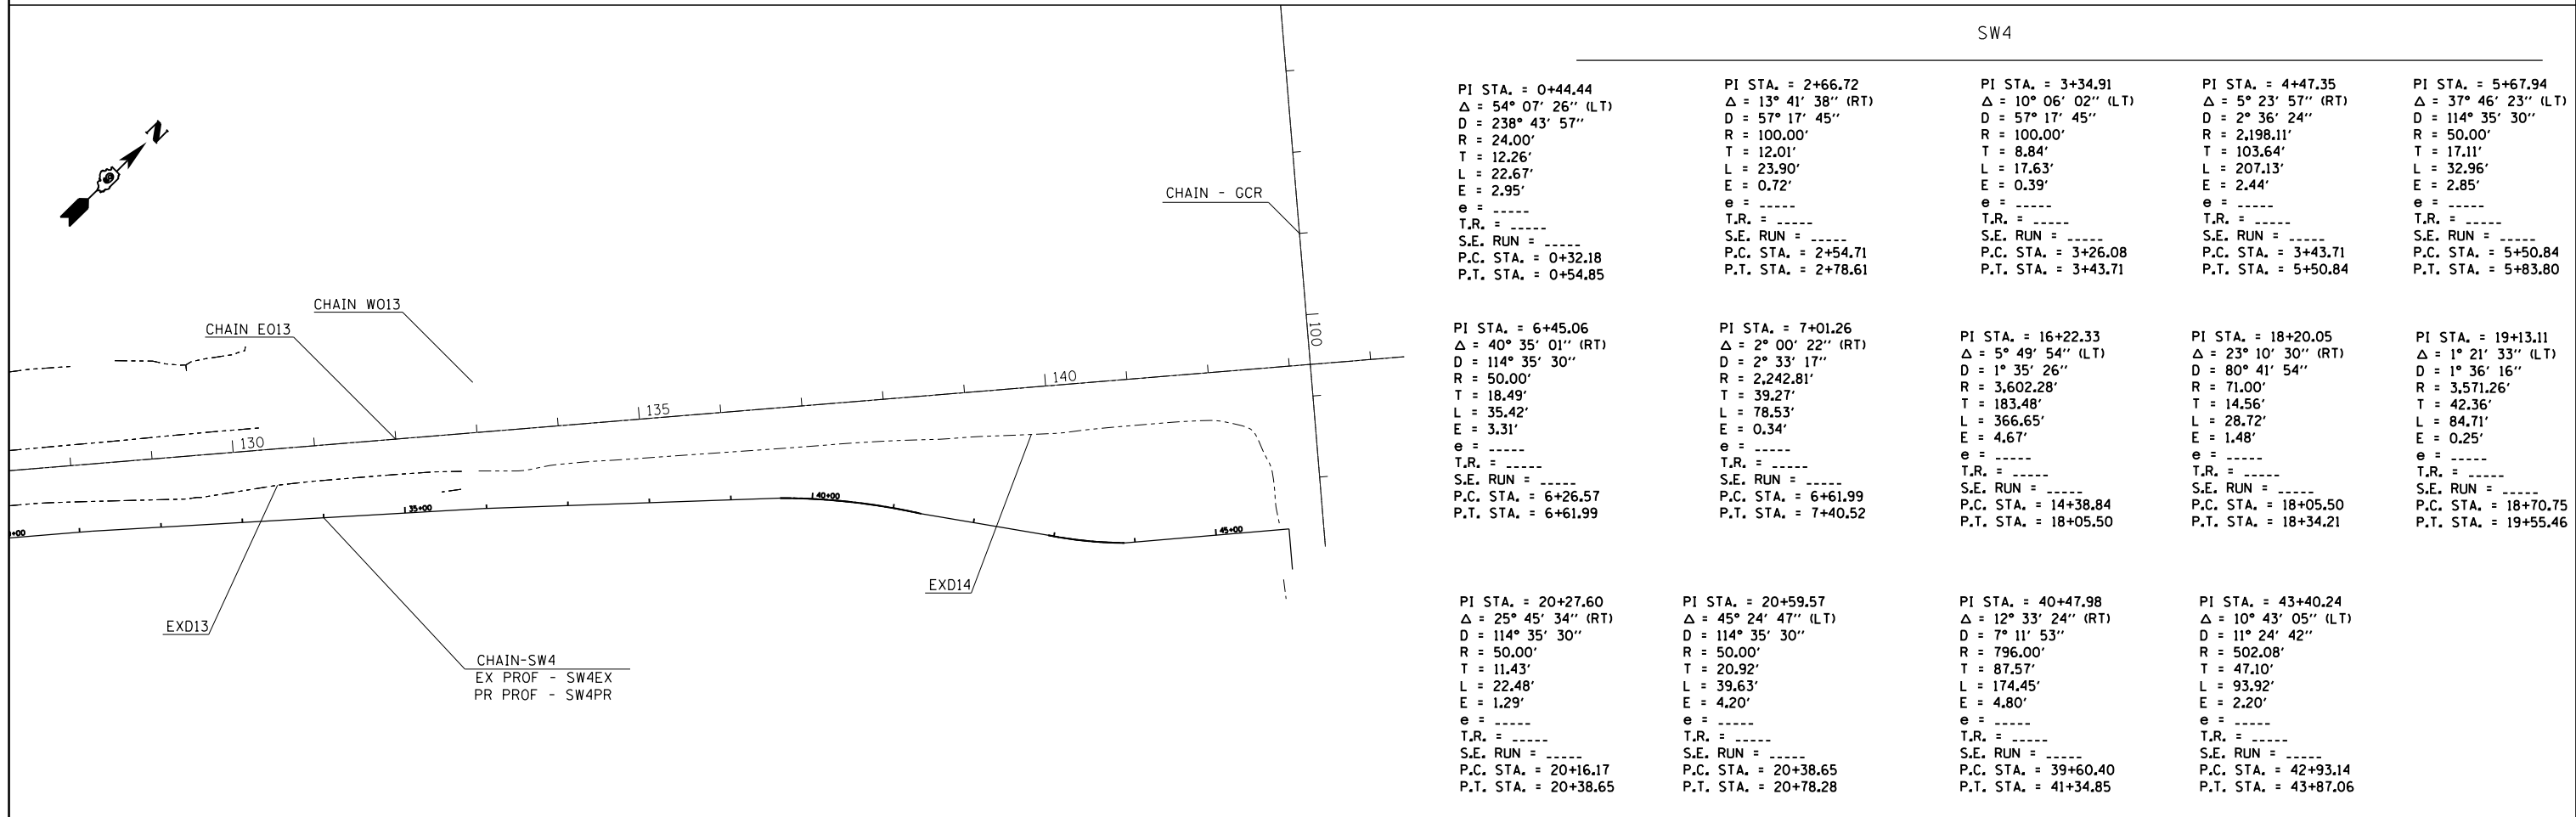 SW4
PI STA. = 0+44.44
Δ = 54° 07' 26'' (LT)
D = 238° 43' 57''
R = 24.00'
T = 12.26'
L = 22.67'
E = 2.95'
e = -----
T.R. = -----
S.E. RUN = -----
P.C. STA. = 0+32.18
P.T. STA. = 0+54.85
PI STA. = 2+66.72
Δ = 13° 41' 38'' (RT)
D = 57° 17' 45''
R = 100.00'
T = 12.01'
L = 23.90'
E = 0.72'
e = -----
T.R. = -----
S.E. RUN = -----
P.C. STA. = 2+54.71
P.T. STA. = 2+78.61
PI STA. = 3+34.91
Δ = 10° 06' 02'' (LT)
D = 57° 17' 45''
R = 100.00'
T = 8.84'
L = 17.63'
E = 0.39'
e = -----
T.R. = -----
S.E. RUN = -----
P.C. STA. = 3+26.08
P.T. STA. = 3+43.71
PI STA. = 4+47.35
Δ = 5° 23' 57'' (RT)
D = 2° 36' 24''
R = 2,198.11'
T = 103.64'
L = 207.13'
E = 2.44'
e = -----
T.R. = -----
S.E. RUN = -----
P.C. STA. = 3+43.71
P.T. STA. = 5+50.84
PI STA. = 5+67.94
Δ = 37° 46' 23'' (LT)
D = 114° 35' 30''
R = 50.00'
T = 17.11'
L = 32.96'
E = 2.85'
e = -----
T.R. = -----
S.E. RUN = -----
P.C. STA. = 5+50.84
P.T. STA. = 5+83.80
PI STA. = 6+45.06
Δ = 40° 35' 01'' (RT)
D = 114° 35' 30''
R = 50.00'
T = 18.49'
L = 35.42'
E = 3.31'
e = -----
T.R. = -----
S.E. RUN = -----
P.C. STA. = 6+26.57
P.T. STA. = 6+61.99
PI STA. = 7+01.26
Δ = 2° 00' 22'' (RT)
D = 2° 33' 17''
R = 2,242.81'
T = 39.27'
L = 78.53'
E = 0.34'
e = -----
T.R. = -----
S.E. RUN = -----
P.C. STA. = 6+61.99
P.T. STA. = 7+40.52
PI STA. = 16+22.33
Δ = 5° 49' 54'' (LT)
D = 1° 35' 26''
R = 3,602.28'
T = 183.48'
L = 366.65'
E = 4.67'
e = -----
T.R. = -----
S.E. RUN = -----
P.C. STA. = 14+38.84
P.T. STA. = 18+05.50
PI STA. = 18+20.05
Δ = 23° 10' 30'' (RT)
D = 80° 41' 54''
R = 71.00'
T = 14.56'
L = 28.72'
E = 1.48'
e = -----
T.R. = -----
S.E. RUN = -----
P.C. STA. = 18+05.50
P.T. STA. = 18+34.21
PI STA. = 19+13.11
Δ = 1° 21' 33'' (LT)
D = 1° 36' 16''
R = 3,571.26'
T = 42.36'
L = 84.71'
E = 0.25'
e = -----
T.R. = -----
S.E. RUN = -----
P.C. STA. = 18+70.75
P.T. STA. = 19+55.46
PI STA. = 20+27.60
Δ = 25° 45' 34'' (RT)
D = 114° 35' 30''
R = 50.00'
T = 11.43'
L = 22.48'
E = 1.29'
e = -----
T.R. = -----
S.E. RUN = -----
P.C. STA. = 20+16.17
P.T. STA. = 20+38.65
PI STA. = 20+59.57
Δ = 45° 24' 47'' (LT)
D = 114° 35' 30''
R = 50.00'
T = 20.92'
L = 39.63'
E = 4.20'
e = -----
T.R. = -----
S.E. RUN = -----
P.C. STA. = 20+38.65
P.T. STA. = 20+78.28
PI STA. = 40+47.98
Δ = 12° 33' 24'' (RT)
D = 7° 11' 53''
R = 796.00'
T = 87.57'
L = 174.45'
E = 4.80'
e = -----
T.R. = -----
S.E. RUN = -----
P.C. STA. = 39+60.40
P.T. STA. = 41+34.85
PI STA. = 43+40.24
Δ = 10° 43' 05'' (LT)
D = 11° 24' 42''
R = 502.08'
T = 47.10'
L = 93.92'
E = 2.20'
e = -----
T.R. = -----
S.E. RUN = -----
P.C. STA. = 42+93.14
P.T. STA. = 43+87.06
N
CHAIN - GCR
CHAIN WO13
CHAIN EO13
100
140
135
130
+00
35+00
40+00
45+00
EXD14
EXD13
CHAIN-SW4
EX PROF - SW4EX
PR PROF - SW4PR